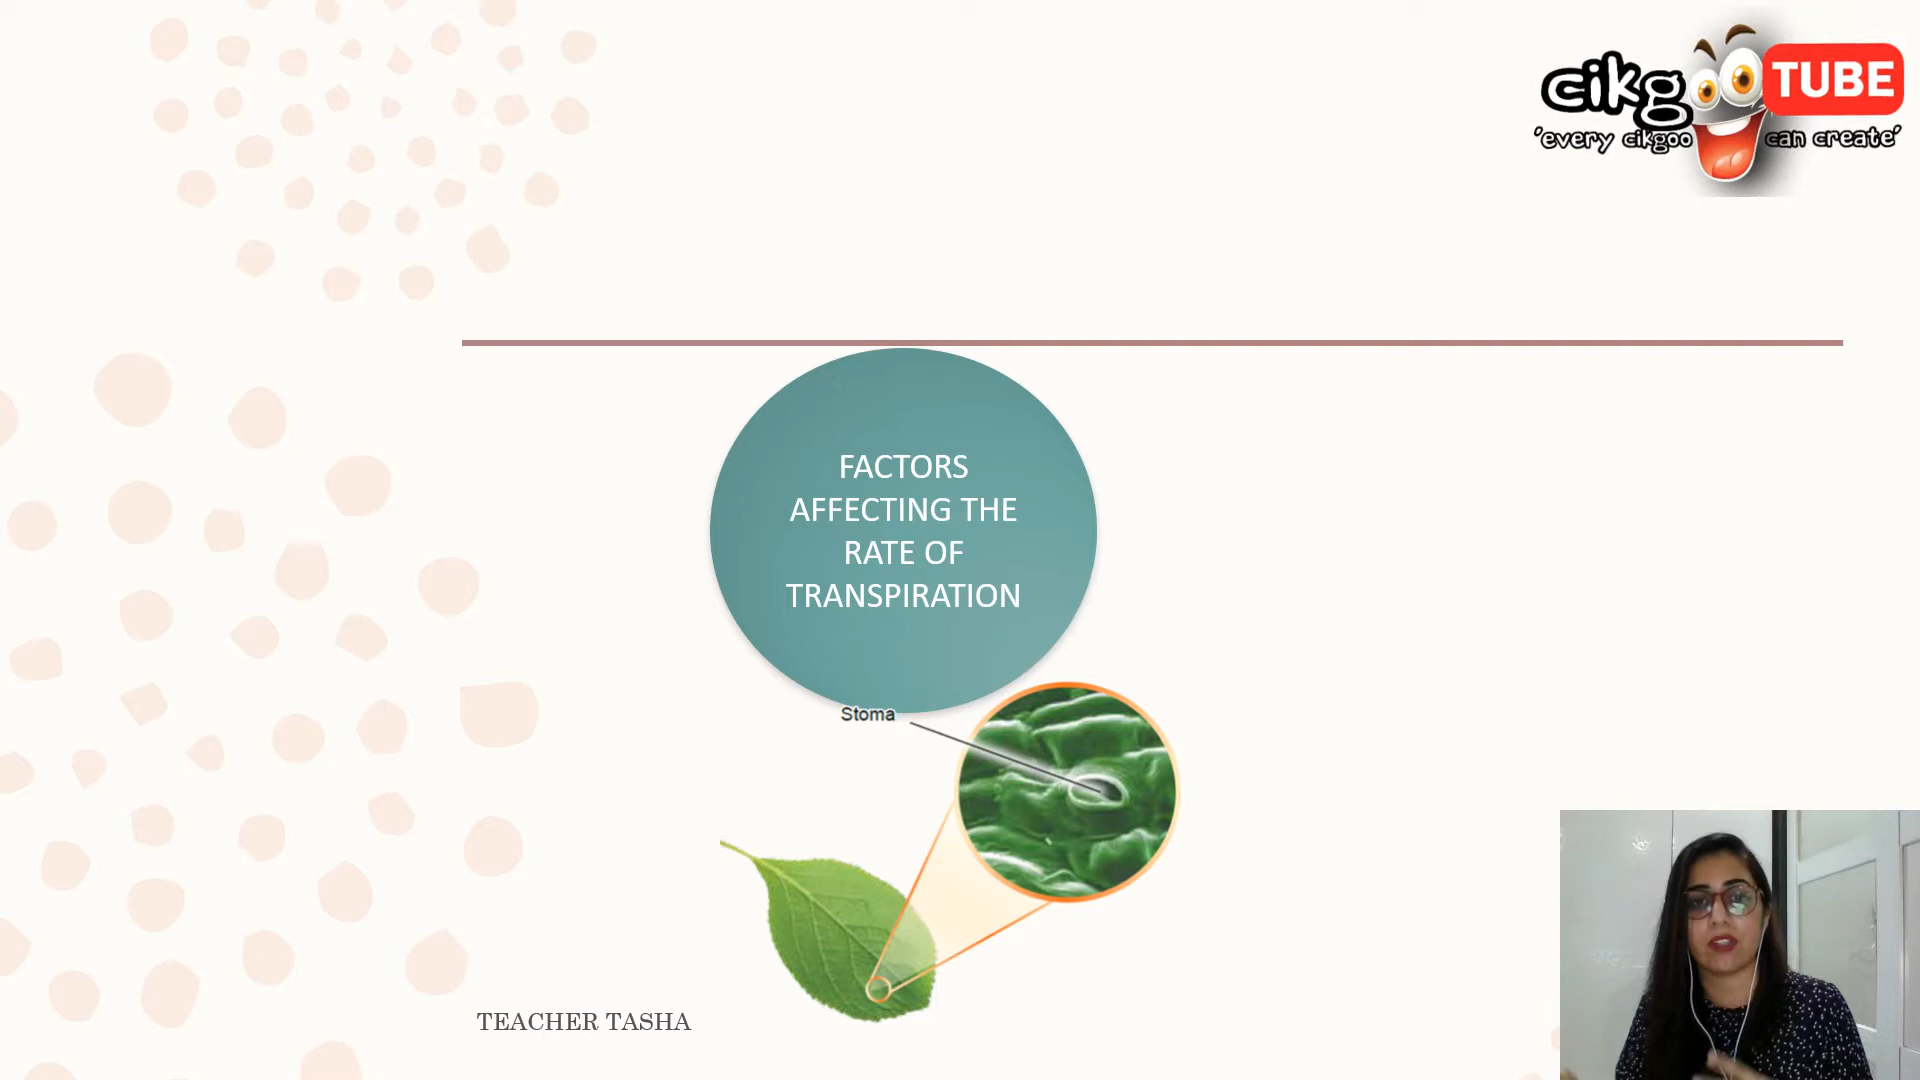 cikgoo TUBE
'every cikgoo can create'
FACTORS
AFFECTING THE
RATE OF
TRANSPIRATION
Stoma
TEACHER TASHA